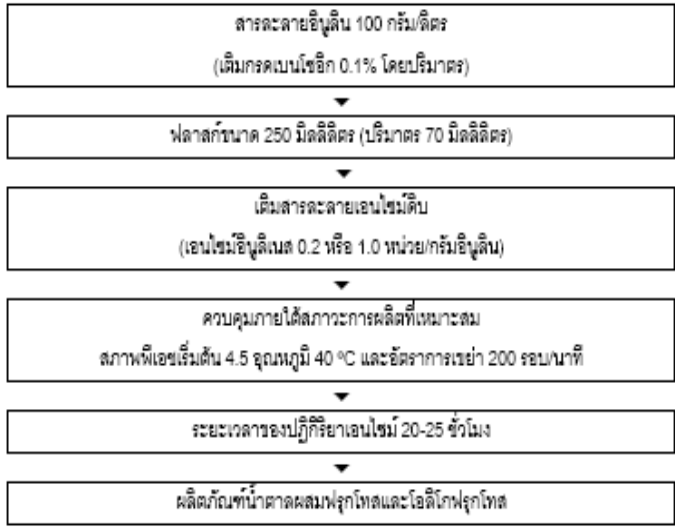 สารละลายอินูลิน 100 กรัม/ลิตร
(เติมกรดเบนโซอิก 0.1% โดยปริมาตร)
ฟลาสก์ขนาด 250 มิลลิลิตร (ปริมาตร 70 มิลลิลิตร)
เติมสารละลายเอนไซม์ดิบ
(เอนไซม์อินูลิเนส 0.2 หรือ 1.0 หน่วย/กรัมอินูลิน)
ควบคุมภายใต้สภาวะการผลิตที่เหมาะสม
สภาพพีเอชเริ่มต้น 4.5 อุณหภูมิ 40 ºC และอัตราการเขย่า 200 รอบ/นาที
ระยะเวลาของปฏิกิริยาเอนไซม์ 20-25 ชั่วโมง
ผลิตภัณฑ์น้ำตาลผสมฟรุกโทสและโอลิโกฟรุกโทส